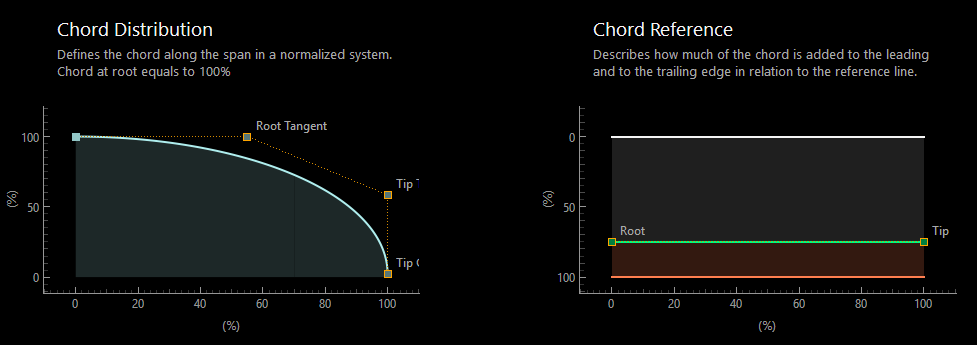 Chord Distribution
Defines the chord along the span in a normalized system.
Chord at root equals to 100%
100
50
0
(%)
Root Tangent
Tip T
Tip C
0
20
40
60
80
100
(%)
Chord Reference
Describes how much of the chord is added to the leading
and to the trailing edge in relation to the reference line.
0
50
100
(%)
Root
Tip
0
20
40
60
80
100
(%)